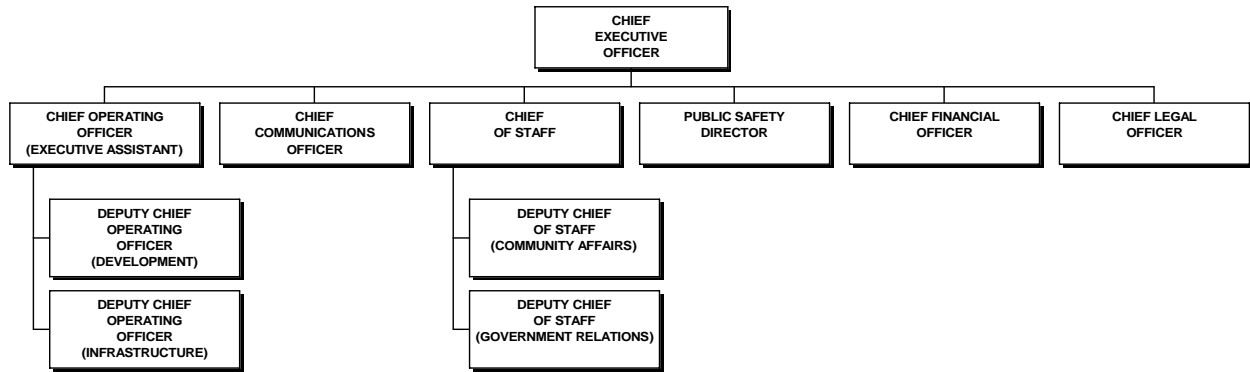 CHIEF
EXECUTIVE
OFFICER
CHIEF OPERATING
OFFICER
(EXECUTIVE ASSISTANT)
CHIEF
COMMUNICATIONS
OFFICER
CHIEF
OF STAFF
PUBLIC SAFETY
DIRECTOR
CHIEF FINANCIAL
OFFICER
CHIEF LEGAL
OFFICER
DEPUTY CHIEF
OPERATING
OFFICER
(DEVELOPMENT)
DEPUTY CHIEF
OPERATING
OFFICER
(INFRASTRUCTURE)
DEPUTY CHIEF
OF STAFF
(COMMUNITY AFFAIRS)
DEPUTY CHIEF
OF STAFF
(GOVERNMENT RELATIONS)